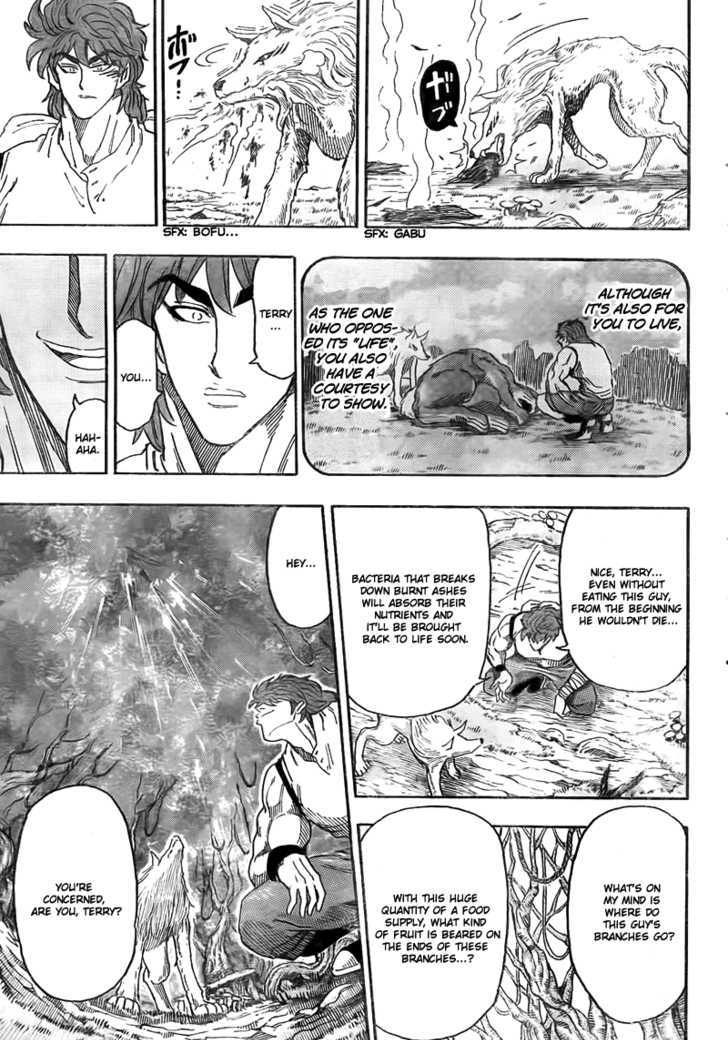 ガブ
SFX: GABU
ボフ…
SFX: BOFU...
ALTHOUGH
IT'S ALSO FOR
YOU TO LIVE,
AS THE ONE
WHO OPPOS-
ED IT'S "LIFE",
YOU ALSO
HAVE A
COURTESY
TO SHOW.
TERRY
...
YOU...
HAH-
AHA.
NICE, TERRY...
EVEN WITHOUT
EATING THIS GUY,
FROM THE BEGINNING
HE WOULDN'T DIE...
BACTERIA THAT BREAKS
DOWN BURNT ASHES
WILL ABSORB THEIR
NUTRIENTS AND
IT'LL BE BROUGHT
BACK TO LIFE SOON.
HEY...
YOU'RE
CONCERNED,
ARE YOU, TERRY?
WHAT'S ON
MY MIND IS
WHERE DO
THIS GUY'S
BRANCHES GO?
WITH THIS HUGE
QUANTITY OF A FOOD
SUPPLY, WHAT KIND
OF FRUIT IS BEARED ON
THE ENDS OF THESE
BRANCHES...?